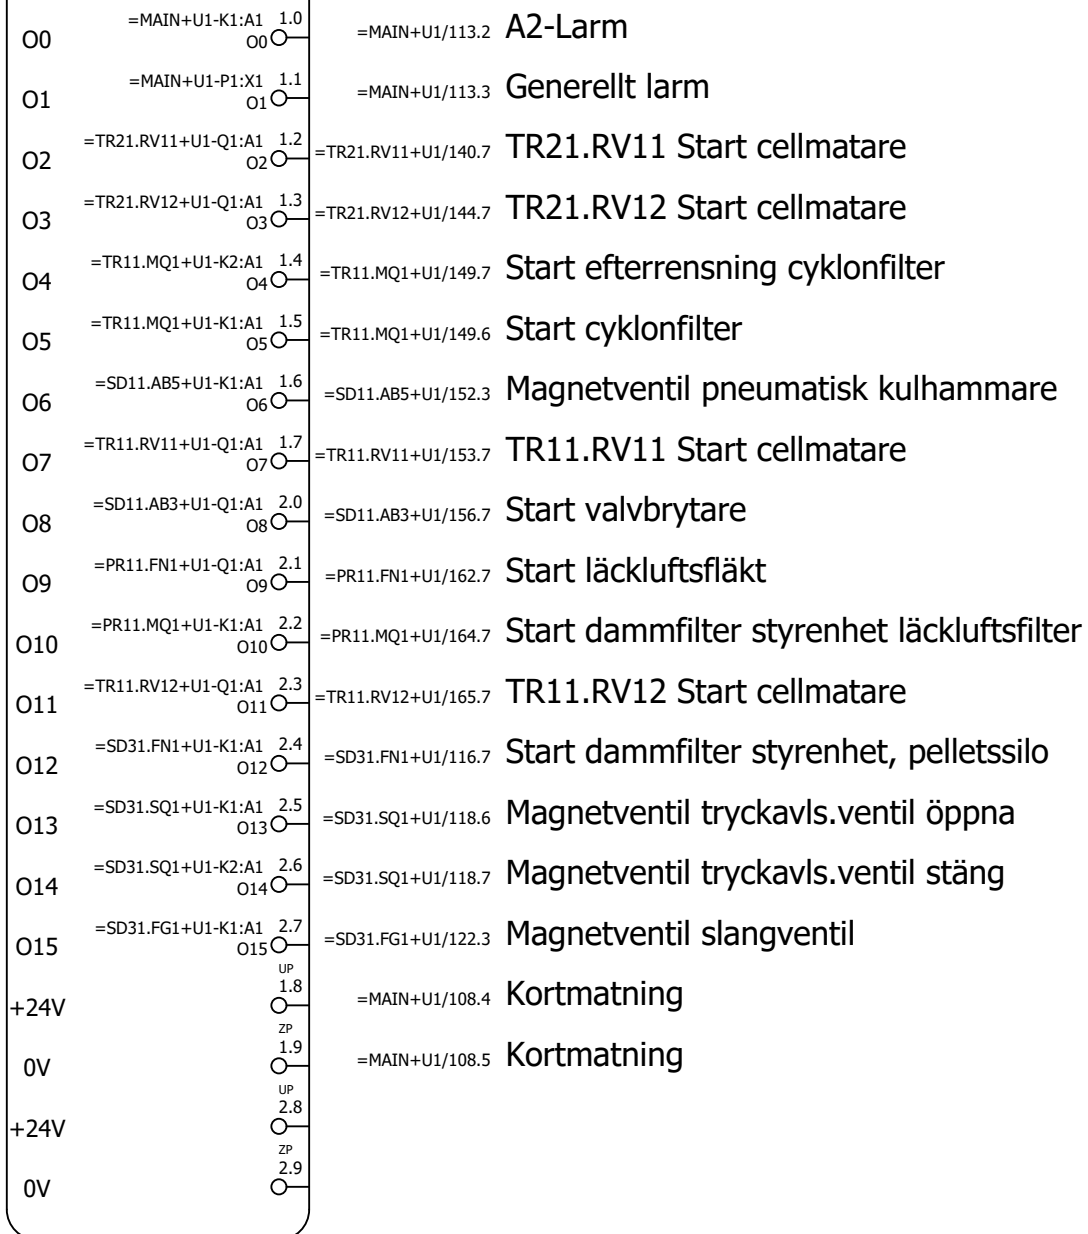 O0 =MAIN+U1-K1:A1 1.0 O0 =MAIN+U1/113.2 A2-Larm
O1 =MAIN+U1-P1:X1 1.1 O1 =MAIN+U1/113.3 Generellt larm
O2 =TR21.RV11+U1-Q1:A1 1.2 O2 =TR21.RV11+U1/140.7 TR21.RV11 Start cellmatare
O3 =TR21.RV12+U1-Q1:A1 1.3 O3 =TR21.RV12+U1/144.7 TR21.RV12 Start cellmatare
O4 =TR11.MQ1+U1-K2:A1 1.4 O4 =TR11.MQ1+U1/149.7 Start efterrensning cyklonfilter
O5 =TR11.MQ1+U1-K1:A1 1.5 O5 =TR11.MQ1+U1/149.6 Start cyklonfilter
O6 =SD11.AB5+U1-K1:A1 1.6 O6 =SD11.AB5+U1/152.3 Magnetventil pneumatisk kulhammare
O7 =TR11.RV11+U1-Q1:A1 1.7 O7 =TR11.RV11+U1/153.7 TR11.RV11 Start cellmatare
O8 =SD11.AB3+U1-Q1:A1 2.0 O8 =SD11.AB3+U1/156.7 Start valvbrytare
O9 =PR11.FN1+U1-Q1:A1 2.1 O9 =PR11.FN1+U1/162.7 Start läckluftsfläkt
O10 =PR11.MQ1+U1-K1:A1 2.2 O10 =PR11.MQ1+U1/164.7 Start dammfilter styrenhet läckluftsfilter
O11 =TR11.RV12+U1-Q1:A1 2.3 O11 =TR11.RV12+U1/165.7 TR11.RV12 Start cellmatare
O12 =SD31.FN1+U1-K1:A1 2.4 O12 =SD31.FN1+U1/116.7 Start dammfilter styrenhet, pelletssilo
O13 =SD31.SQ1+U1-K1:A1 2.5 O13 =SD31.SQ1+U1/118.6 Magnetventil tryckavls.ventil öppna
O14 =SD31.SQ1+U1-K2:A1 2.6 O14 =SD31.SQ1+U1/118.7 Magnetventil tryckavls.ventil stäng
O15 =SD31.FG1+U1-K1:A1 2.7 O15 =SD31.FG1+U1/122.3 Magnetventil slangventil
+24V UP 1.8 =MAIN+U1/108.4 Kortmatning
0V ZP 1.9 =MAIN+U1/108.5 Kortmatning
+24V UP 2.8
0V ZP 2.9